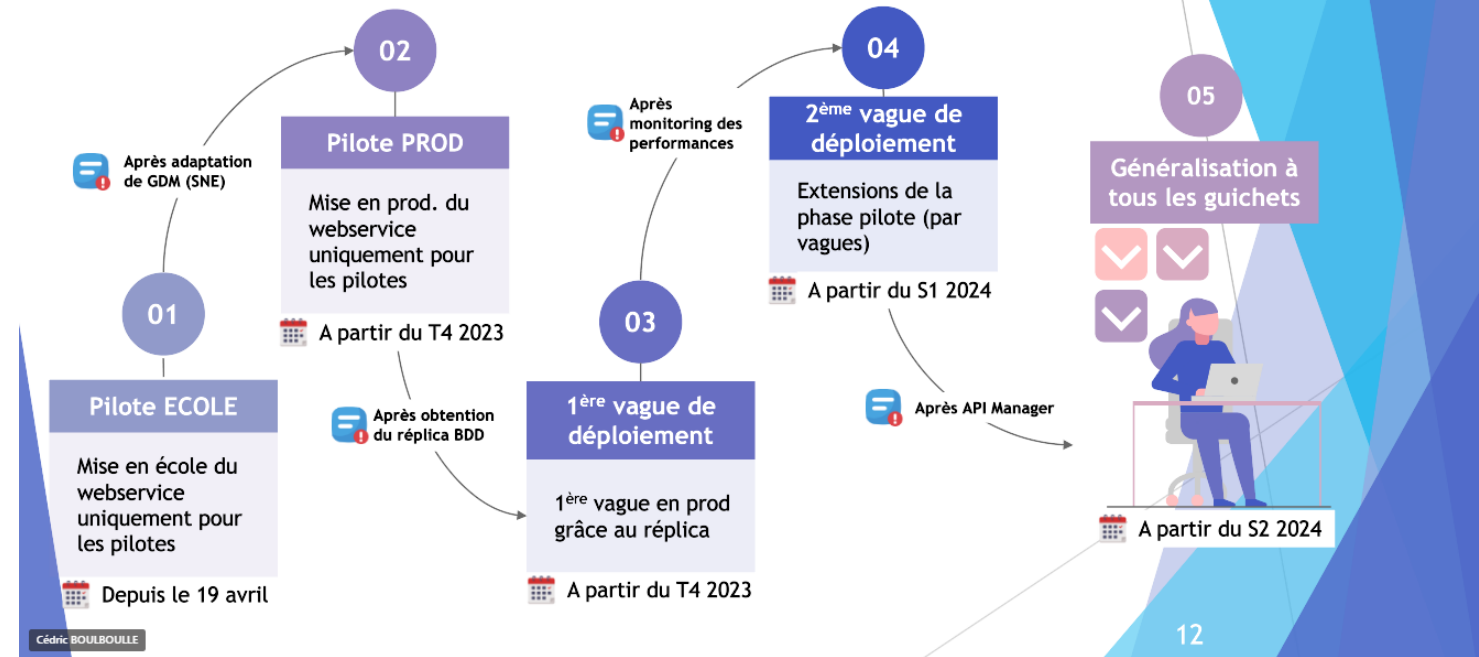 01
Pilote ECOLE
Mise en école du
webservice
uniquement pour
les pilotes
Depuis le 19 avril
Après adaptation
de GDM (SNE)
02
Pilote PROD
Mise en prod. du
webservice
uniquement pour
les pilotes
A partir du T4 2023
Après obtention
du réplica BDD
03
1ère vague de
déploiement
1ère vague en prod
grâce au réplica
A partir du T4 2023
Après
monitoring des
performances
04
2ème vague de
déploiement
Extensions de la
phase pilote (par
vagues)
A partir du S1 2024
Après API Manager
05
Généralisation à
tous les guichets
A partir du S2 2024
Cédric BOULBOULLE
12